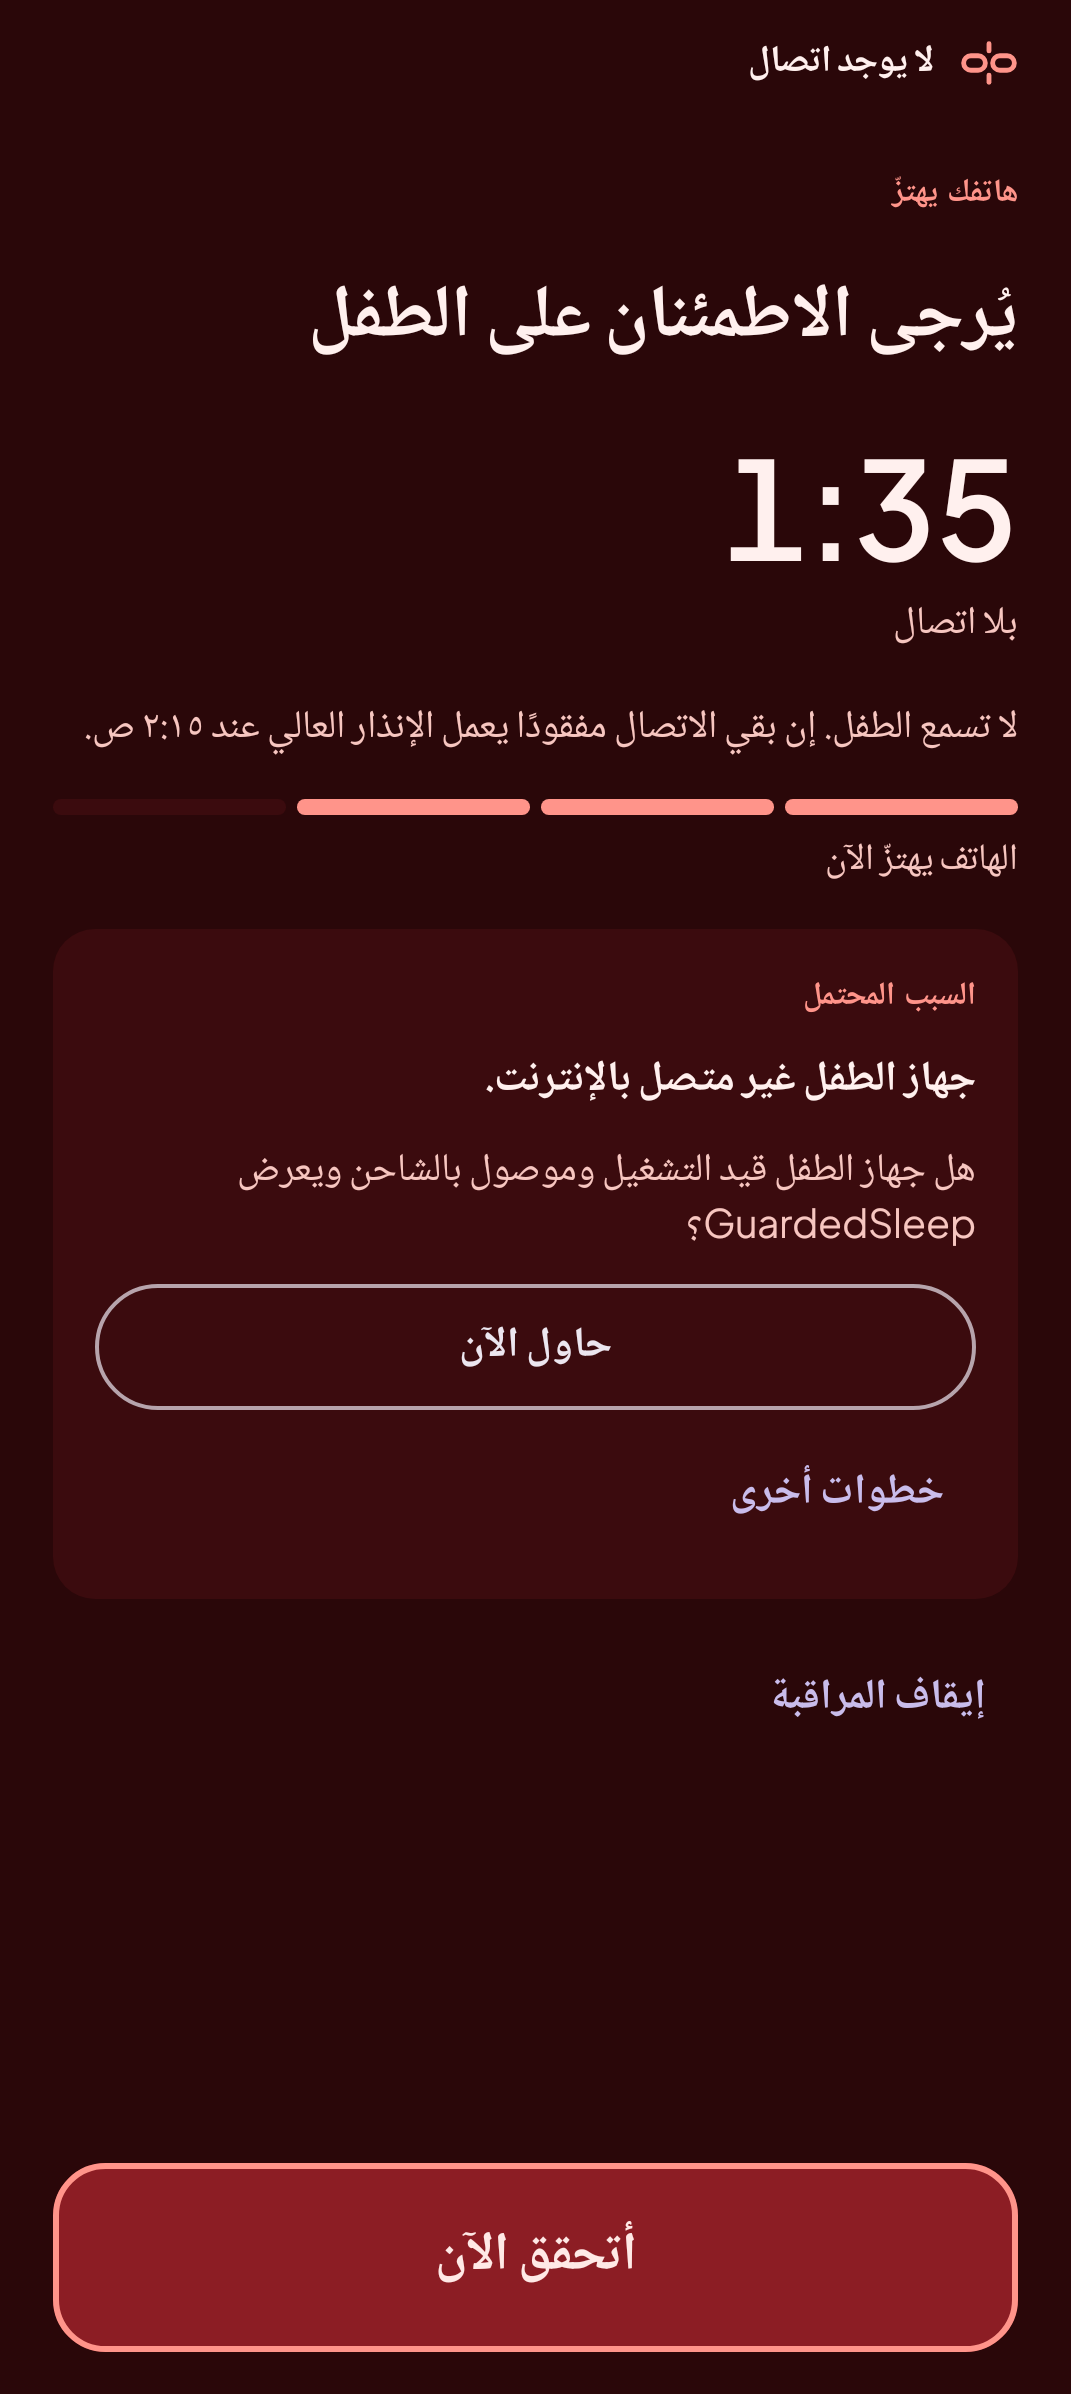 لا يوجد اتصال
هاتفك يهتزّ
يُرجى الاطمئنان على الطفل
1:35
بلا اتصال
لا تسمع الطفل. إن بقي الاتصال مفقودًا يعمل الإنذار العالي عند ٢:١٥ ص.
الهاتف يهتزّ الآن
السبب المحتمل
جهاز الطفل غير متصل بالإنترنت.
هل جهاز الطفل قيد التشغيل وموصول بالشاحن ويعرض
GuardedSleep؟
حاول الآن
خطوات أخرى
إيقاف المراقبة
أتحقق الآن